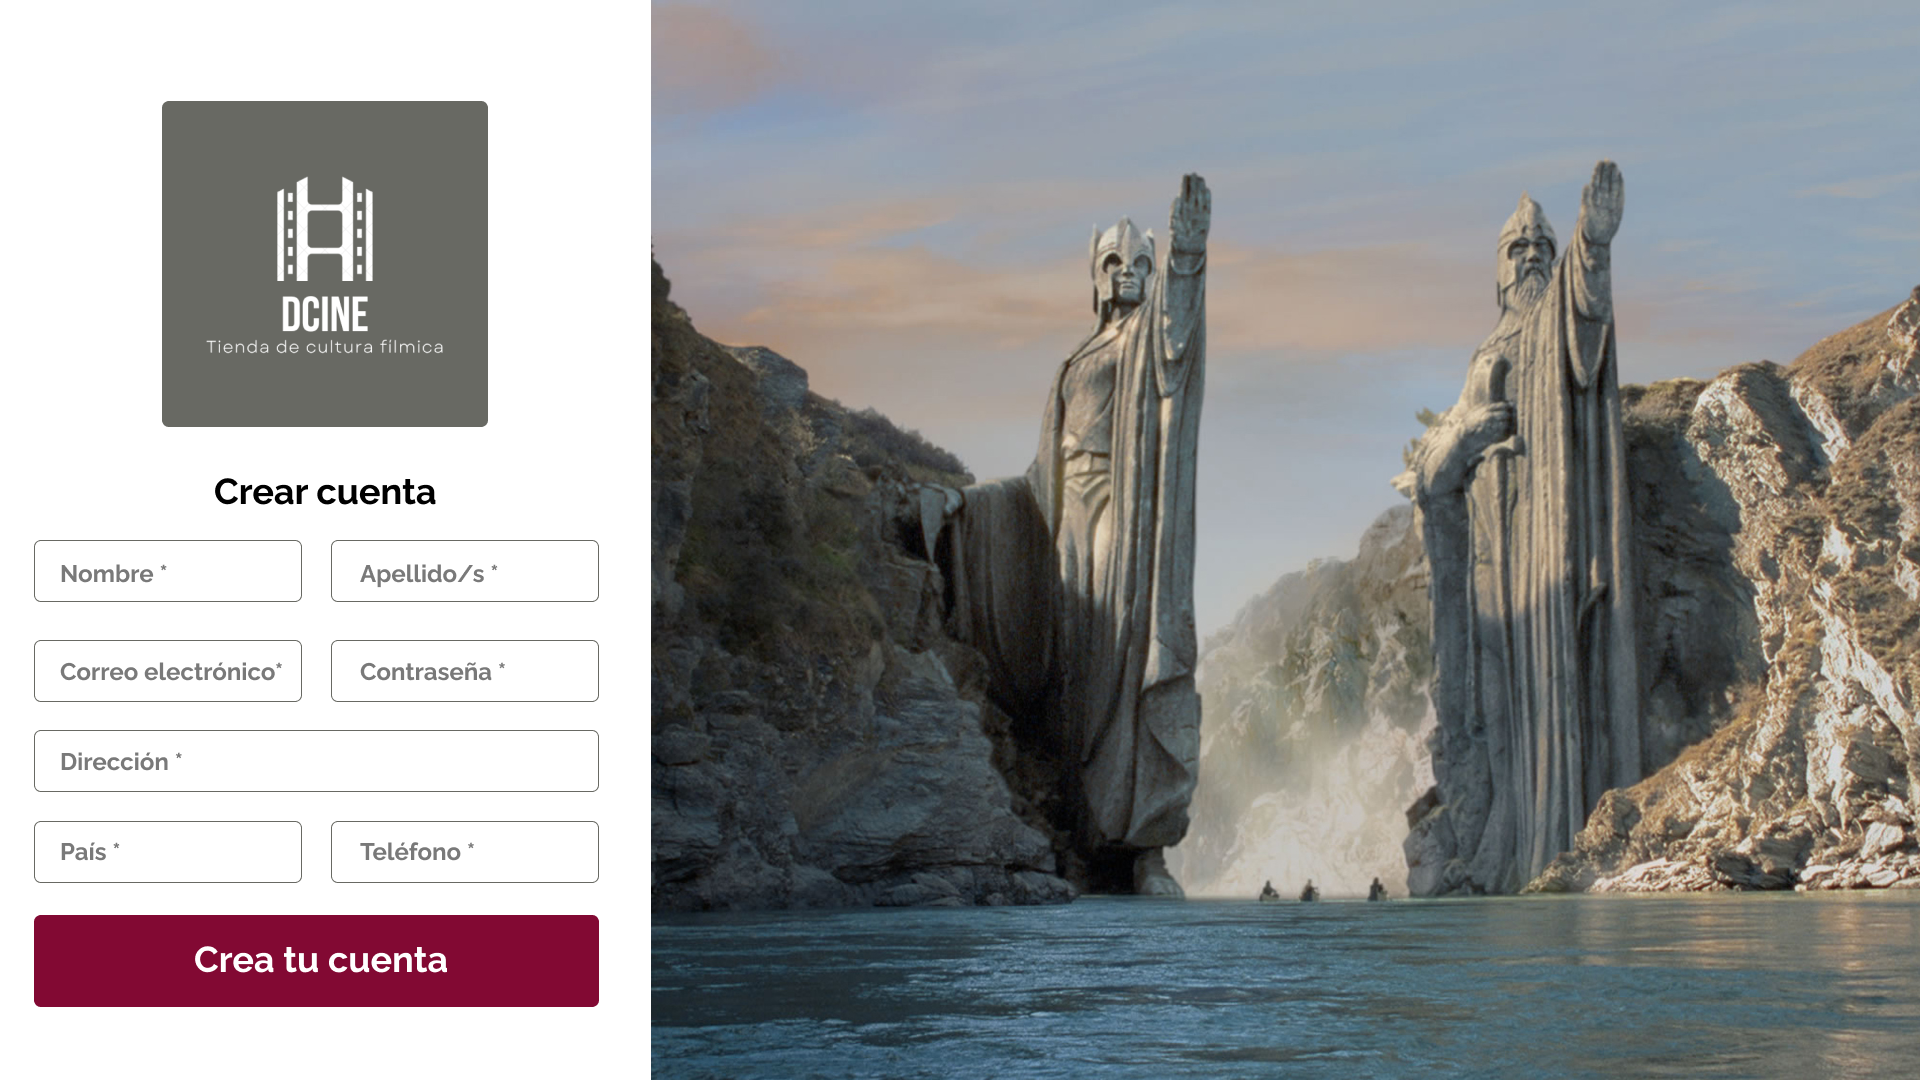 DCINE
Tienda de cultura fílmica
Crear cuenta
Nombre *
Apellido/s *
Correo electrónico*
Contraseña *
Dirección *
País *
Teléfono *
Crea tu cuenta